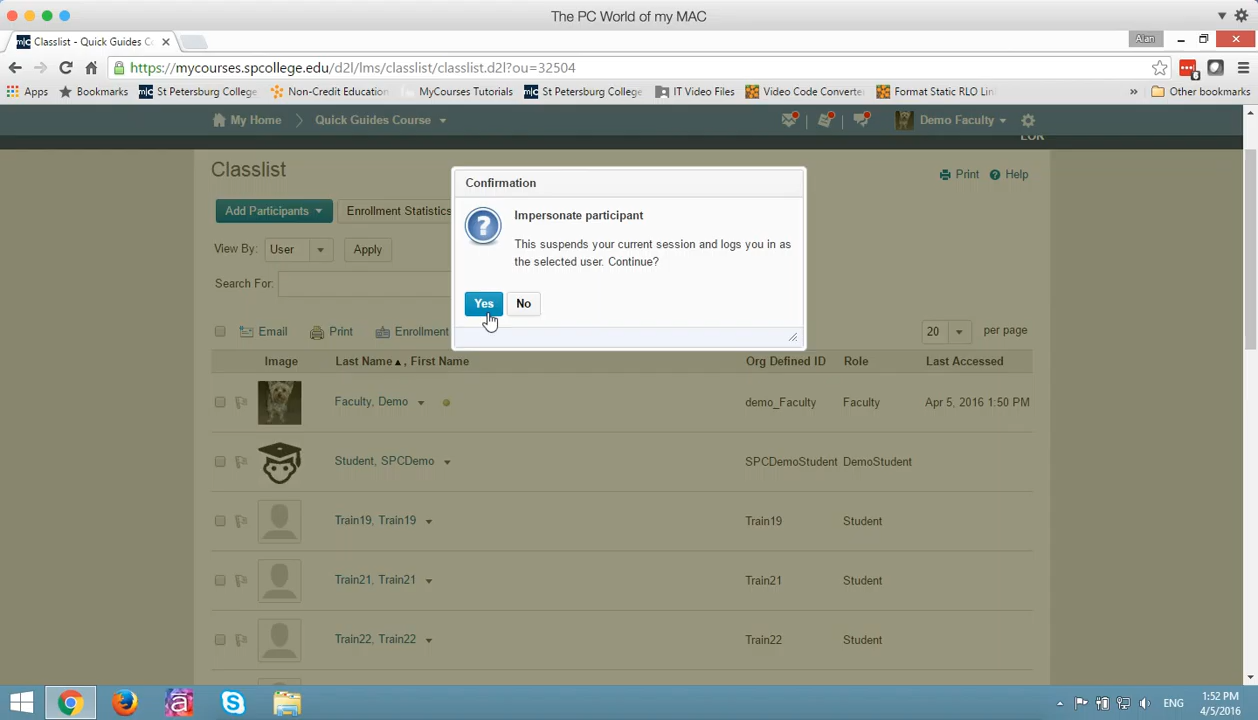 The PC World of my MAC
Classlist - Quick Guides C
Alan
https://mycourses.spcollege.edu/d2l/lms/classlist/classlist.d2l?ou=32504
Apps Bookmarks St Petersburg College Non-Credit Education MyCourses Tutorials St Petersburg College IT Video Files Video Code Converte Format Static RLO Lin » Other bookmarks
My Home Quick Guides Course Demo Faculty
Classlist
Print Help
Add Participants Enrollment Statistics
View By: User Apply
Search For:
Email Print Enrollment 20 per page
Image Last Name, First Name Org Defined ID Role Last Accessed
Faculty, Demo demo_Faculty Faculty Apr 5, 2016 1:50 PM
Student, SPCDemo SPCDemoStudent DemoStudent
Train19, Train19 Train19 Student
Train21, Train21 Train21 Student
Train22, Train22 Train22 Student
Confirmation
Impersonate participant
This suspends your current session and logs you in as
the selected user. Continue?
Yes No
ENG 1:52 PM
4/5/2016